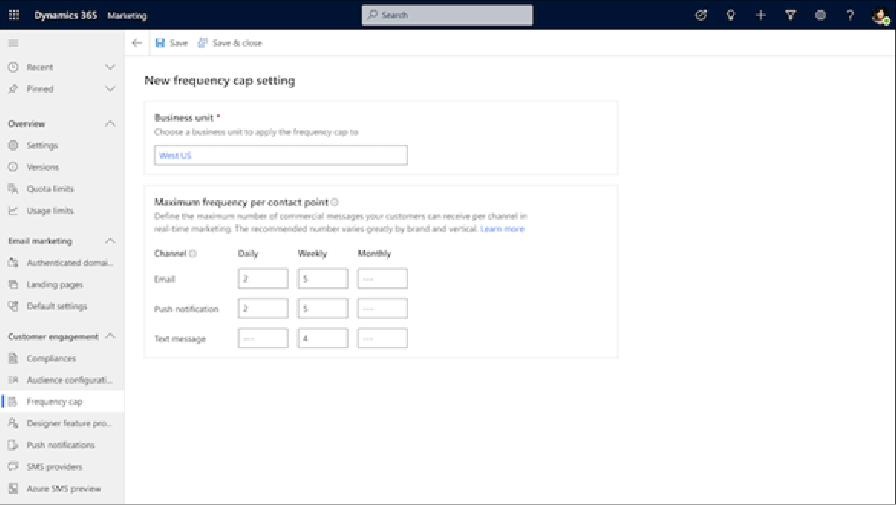 Dynamics 365 Marketing
Search
Save
Save & close
Recent
Pinned
Overview
Settings
Versions
Quota limits
Usage limits
Email marketing
Authenticated domai...
Landing pages
Default settings
Customer engagement
Compliances
Audience configurati...
Frequency cap
Designer feature pro...
Push notifications
SMS providers
Azure SMS preview
New frequency cap setting
Business unit *
Choose a business unit to apply the frequency cap to
West US
Maximum frequency per contact point
Define the maximum number of commercial messages your customers can receive per channel in
real-time marketing. The recommended number varies greatly by brand and vertical. Learn more
Channel Daily Weekly Monthly
Email 2 5 ---
Push notification 2 5 ---
Text message --- 4 ---